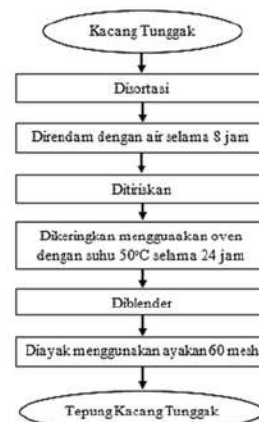 Kacang Tunggak
Disortasi
Direndam dengan air selama 8 jam
Ditiriskan
Dikeringkan menggunakan oven
dengan suhu 50°C selama 24 jam
Diblender
Diayak menggunakan ayakan 60 mesh
Tepung Kacang Tunggak